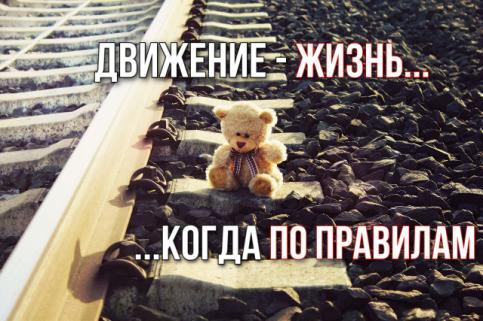 ДВИЖЕНИЕ - ЖИЗНЬ...
...КОГДА ПО ПРАВИЛАМ